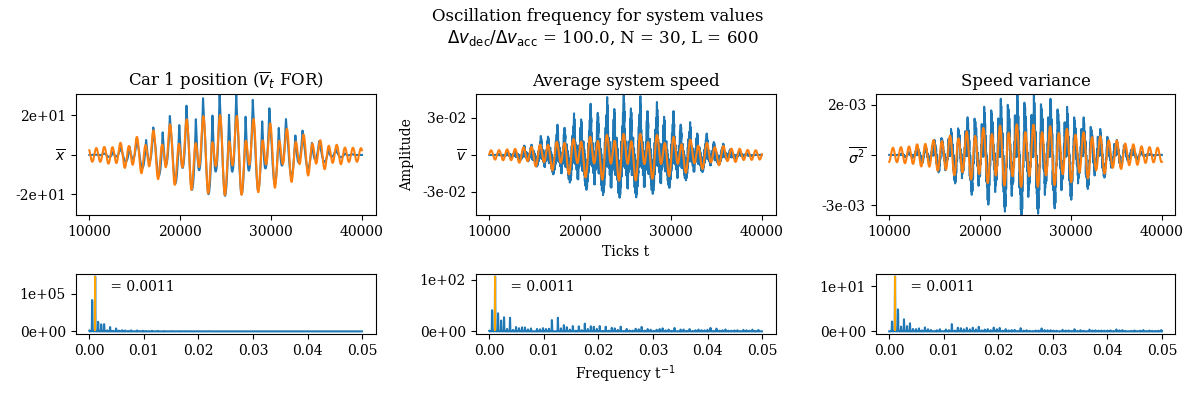 Oscillation frequency for system values
Δv_dec/Δv_acc = 100.0, N = 30, L = 600
Car 1 position (v̅_t FOR)
Average system speed
Speed variance
2e+01
x̅
-2e+01
10000 20000 30000 40000
Amplitude
3e-02
v̅
-3e-02
10000 20000 30000 40000
Ticks t
2e-03
σ²
-3e-03
10000 20000 30000 40000
1e+05
0e+00
= 0.0011
0.00 0.01 0.02 0.03 0.04 0.05
1e+02
0e+00
= 0.0011
0.00 0.01 0.02 0.03 0.04 0.05
Frequency t⁻¹
1e+01
0e+00
= 0.0011
0.00 0.01 0.02 0.03 0.04 0.05